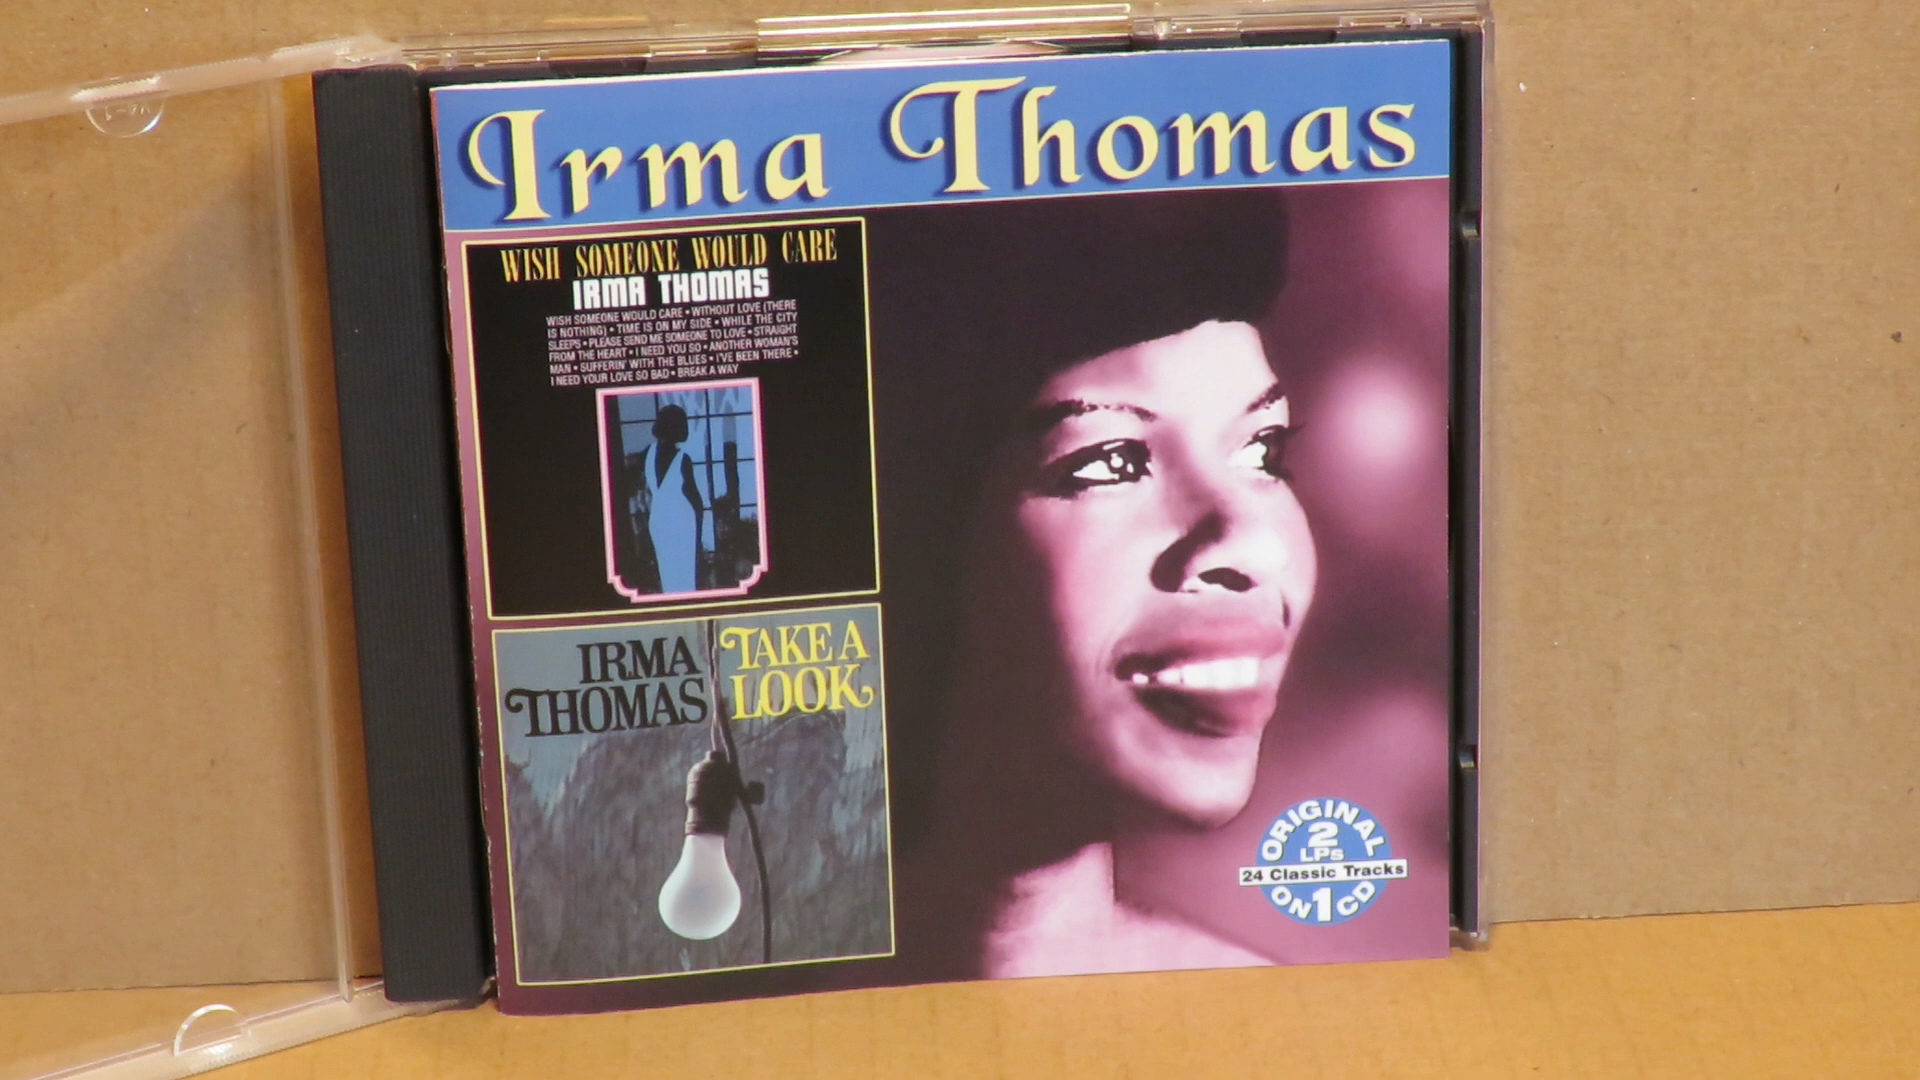 Irma Thomas
WISH SOMEONE WOULD CARE
IRMA THOMAS
WISH SOMEONE WOULD CARE • WITHOUT LOVE (THERE
IS NOTHING) • TIME IS ON MY SIDE • WHILE THE CITY
SLEEPS • PLEASE SEND ME SOMEONE TO LOVE • STRAIGHT
FROM THE HEART • I NEED YOU SO • ANOTHER WOMAN'S
MAN • SUFFERIN' WITH THE BLUES • I'VE BEEN THERE •
I NEED YOUR LOVE SO BAD • BREAK A WAY
IRMA
THOMAS
TAKE A
LOOK
ORIGINAL
2
LPs
24 Classic Tracks
ON 1 CD